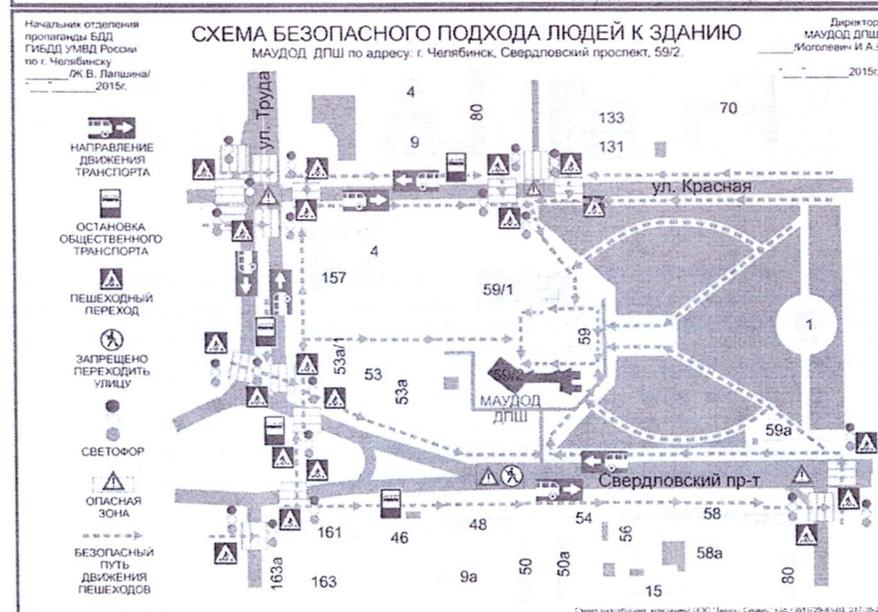 Начальник отделения
пропаганды БДД
ГИБДД УМВД России
по г. Челябинску
/Ж.В. Лапшина/
2015г.
СХЕМА БЕЗОПАСНОГО ПОДХОДА ЛЮДЕЙ К ЗДАНИЮ
МАУДОД ДПШ по адресу: г. Челябинск, Свердловский проспект, 59/2.
Директор
МАУДОД ДПШ
/Иоголевич И.А./
2015г.
НАПРАВЛЕНИЕ
ДВИЖЕНИЯ
ТРАНСПОРТА
ОСТАНОВКА
ОБЩЕСТВЕННОГО
ТРАНСПОРТА
ПЕШЕХОДНЫЙ
ПЕРЕХОД
ЗАПРЕЩЕНО
ПЕРЕХОДИТЬ
УЛИЦУ
СВЕТОФОР
ОПАСНАЯ
ЗОНА
БЕЗОПАСНЫЙ
ПУТЬ
ДВИЖЕНИЯ
ПЕШЕХОДОВ
ул. Труда
4
80
9
133
131
70
ул. Красная
4
157
59/1
59
1
53а/1
53
53а
59/2
МАУДОД
ДПШ
59а
Свердловский пр-т
161
46
48
54
56
58
58а
163а
163
9а
50
50а
15
80